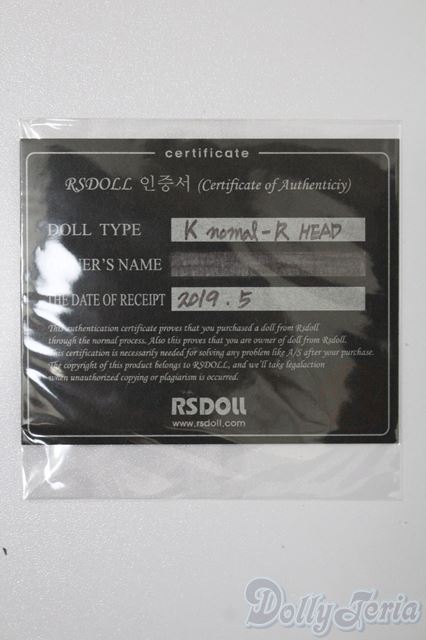 certificate
RSDOLL 인증서 (Certificate of Authenticiy)
DOLL TYPE K nomal-R HEAD
OWNER'S NAME
THE DATE OF RECEIPT 2019.5
This authentication certificate proves that you purchased a doll from Rsdoll
through the normal process. Also this proves that you are owner of doll from Rsdoll.
This certification is necessarily needed for solving any problem like A/S after your purchase.
The copyright of this product belongs to RSDOLL, and we'll take legalaction
when unauthorized copying or plagiarism is occurred.
RSDOLL
www.rsdoll.com
DollyTeria